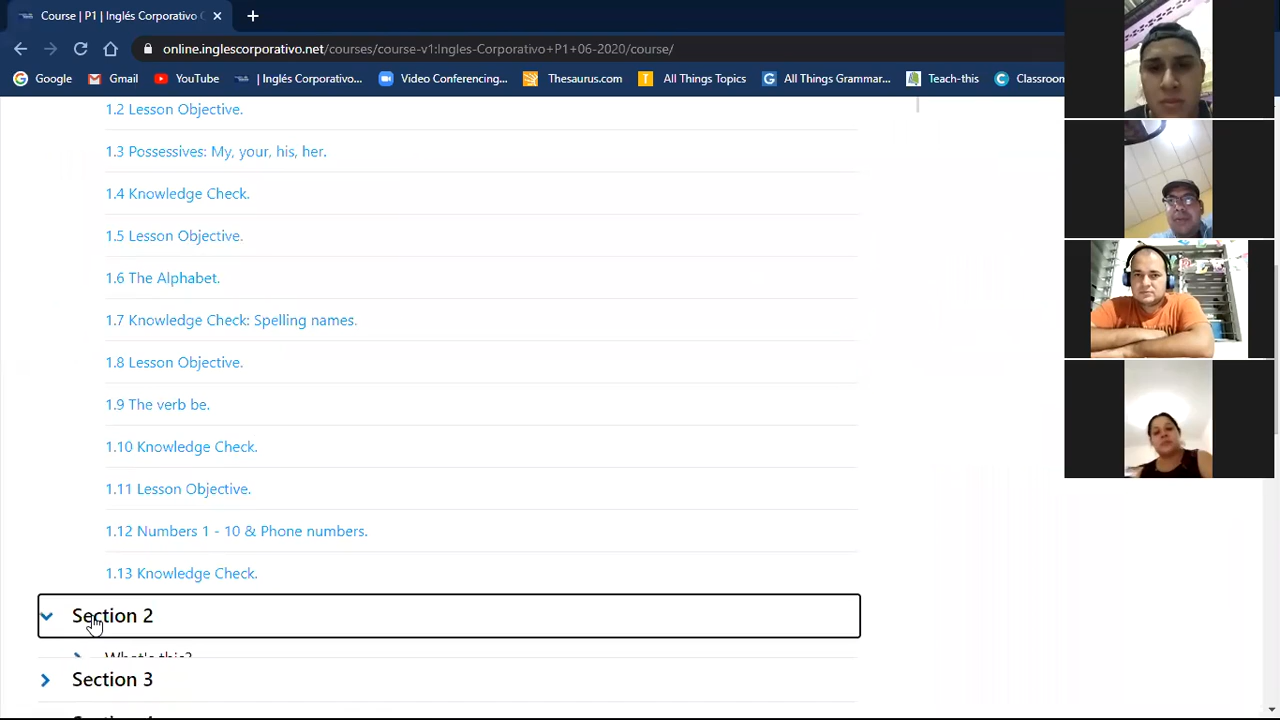 Course | P1 | Inglés Corporativo
online.inglescorporativo.net/courses/course-v1:Ingles-Corporativo+P1+06-2020/course/
Google Gmail YouTube | Inglés Corporativo... Video Conferencing,... Thesaurus.com All Things Topics All Things Grammar... Teach-this Classroom
1.2 Lesson Objective.
1.3 Possessives: My, your, his, her.
1.4 Knowledge Check.
1.5 Lesson Objective.
1.6 The Alphabet.
1.7 Knowledge Check: Spelling names.
1.8 Lesson Objective.
1.9 The verb be.
1.10 Knowledge Check.
1.11 Lesson Objective.
1.12 Numbers 1 - 10 & Phone numbers.
1.13 Knowledge Check.
Section 2
What's this?
Section 3